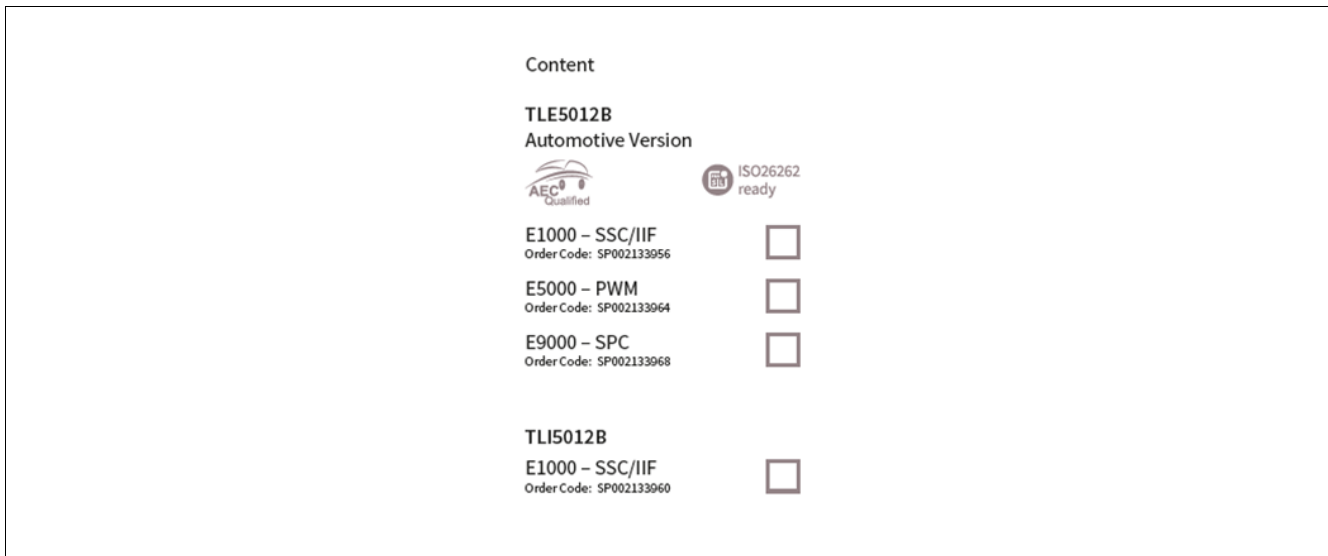 Content
TLE5012B
Automotive Version
AEC
Qualified
ISO26262
ready
E1000 – SSC/IIF
Order Code: SP002133956
E5000 – PWM
Order Code: SP002133964
E9000 – SPC
Order Code: SP002133968
TLI5012B
E1000 – SSC/IIF
Order Code: SP002133960